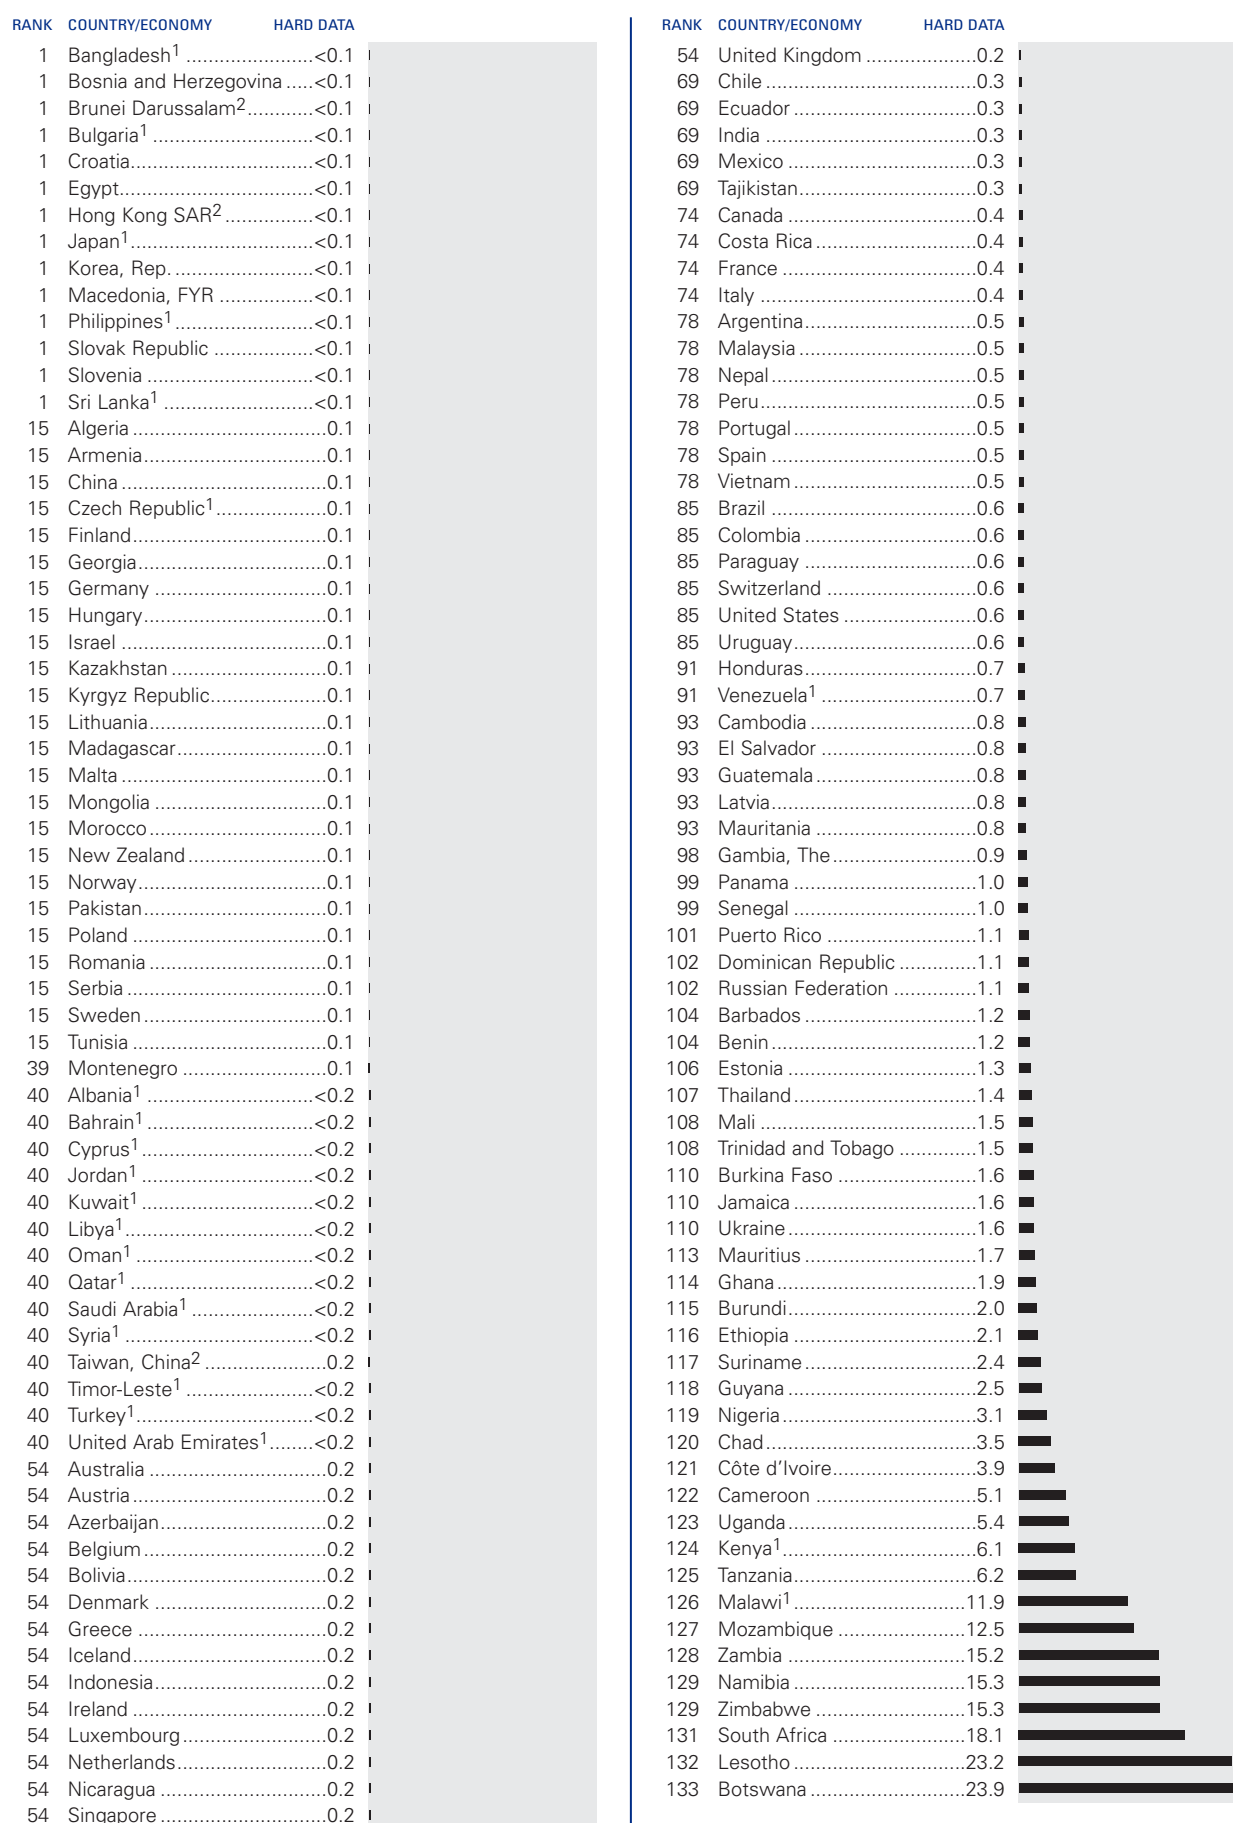 RANK COUNTRY/ECONOMY HARD DATA
1 Bangladesh1 .......................<0.1
1 Bosnia and Herzegovina .....<0.1
1 Brunei Darussalam2............<0.1
1 Bulgaria1 .............................<0.1
1 Croatia.................................<0.1
1 Egypt...................................<0.1
1 Hong Kong SAR2 ................<0.1
1 Japan1.................................<0.1
1 Korea, Rep. .........................<0.1
1 Macedonia, FYR .................<0.1
1 Philippines1 .........................<0.1
1 Slovak Republic ..................<0.1
1 Slovenia ..............................<0.1
1 Sri Lanka1 ...........................<0.1
15 Algeria ...................................0.1
15 Armenia.................................0.1
15 China .....................................0.1
15 Czech Republic1....................0.1
15 Finland...................................0.1
15 Georgia..................................0.1
15 Germany ...............................0.1
15 Hungary.................................0.1
15 Israel .....................................0.1
15 Kazakhstan ............................0.1
15 Kyrgyz Republic.....................0.1
15 Lithuania................................0.1
15 Madagascar...........................0.1
15 Malta .....................................0.1
15 Mongolia ...............................0.1
15 Morocco ................................0.1
15 New Zealand .........................0.1
15 Norway..................................0.1
15 Pakistan.................................0.1
15 Poland ...................................0.1
15 Romania ................................0.1
15 Serbia ....................................0.1
15 Sweden .................................0.1
15 Tunisia ...................................0.1
39 Montenegro ..........................0.1
40 Albania1 ..............................<0.2
40 Bahrain1 ..............................<0.2
40 Cyprus1 ...............................<0.2
40 Jordan1 ...............................<0.2
40 Kuwait1 ...............................<0.2
40 Libya1..................................<0.2
40 Oman1 ................................<0.2
40 Qatar1 .................................<0.2
40 Saudi Arabia1 ......................<0.2
40 Syria1 ..................................<0.2
40 Taiwan, China2 ......................0.2
40 Timor-Leste1 .......................<0.2
40 Turkey1................................<0.2
40 United Arab Emirates1........<0.2
54 Australia ................................0.2
54 Austria ...................................0.2
54 Azerbaijan..............................0.2
54 Belgium .................................0.2
54 Bolivia....................................0.2
54 Denmark ................................0.2
54 Greece ..................................0.2
54 Iceland...................................0.2
54 Indonesia...............................0.2
54 Ireland ...................................0.2
54 Luxembourg ..........................0.2
54 Netherlands...........................0.2
54 Nicaragua ..............................0.2
54 Singapore ..............................0.2
RANK COUNTRY/ECONOMY HARD DATA
54 United Kingdom ....................0.2
69 Chile ......................................0.3
69 Ecuador .................................0.3
69 India ......................................0.3
69 Mexico ..................................0.3
69 Tajikistan................................0.3
74 Canada ..................................0.4
74 Costa Rica .............................0.4
74 France ...................................0.4
74 Italy .......................................0.4
78 Argentina...............................0.5
78 Malaysia ................................0.5
78 Nepal.....................................0.5
78 Peru.......................................0.5
78 Portugal.................................0.5
78 Spain .....................................0.5
78 Vietnam .................................0.5
85 Brazil .....................................0.6
85 Colombia ...............................0.6
85 Paraguay ...............................0.6
85 Switzerland ...........................0.6
85 United States ........................0.6
85 Uruguay.................................0.6
91 Honduras...............................0.7
91 Venezuela1 ............................0.7
93 Cambodia ..............................0.8
93 El Salvador ............................0.8
93 Guatemala .............................0.8
93 Latvia.....................................0.8
93 Mauritania .............................0.8
98 Gambia, The ..........................0.9
99 Panama .................................1.0
99 Senegal .................................1.0
101 Puerto Rico ...........................1.1
102 Dominican Republic ..............1.1
102 Russian Federation ...............1.1
104 Barbados ...............................1.2
104 Benin .....................................1.2
106 Estonia ..................................1.3
107 Thailand .................................1.4
108 Mali .......................................1.5
108 Trinidad and Tobago ..............1.5
110 Burkina Faso ..........................1.6
110 Jamaica .................................1.6
110 Ukraine ..................................1.6
113 Mauritius ...............................1.7
114 Ghana ....................................1.9
115 Burundi..................................2.0
116 Ethiopia .................................2.1
117 Suriname ...............................2.4
118 Guyana ..................................2.5
119 Nigeria ...................................3.1
120 Chad......................................3.5
121 Côte d’Ivoire..........................3.9
122 Cameroon .............................5.1
123 Uganda ..................................5.4
124 Kenya1...................................6.1
125 Tanzania.................................6.2
126 Malawi1 ...............................11.9
127 Mozambique ........................12.5
128 Zambia ................................15.2
129 Namibia ...............................15.3
129 Zimbabwe ...........................15.3
131 South Africa ........................18.1
132 Lesotho ...............................23.2
133 Botswana ............................23.9